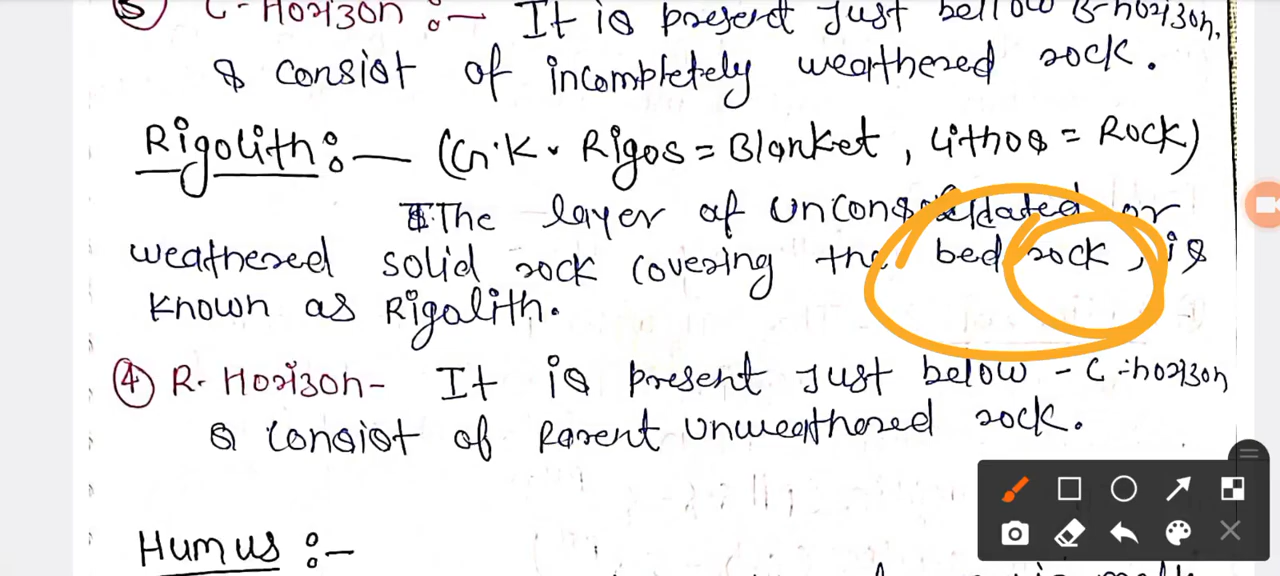 C-Horizon :- It is present Just bellow B-horizon,
& consist of incompletely weathered rock.
Rigolith :- (G.K. Rigos = Blanket, Lithos = Rock)
The layer of Unconsolidated or
weathered solid rock covering the bed rock, is
known as Rigolith.
④ R-Horizon- It is present Just below - C-horizon
& consist of Parent Unweathered rock.
Humus :-